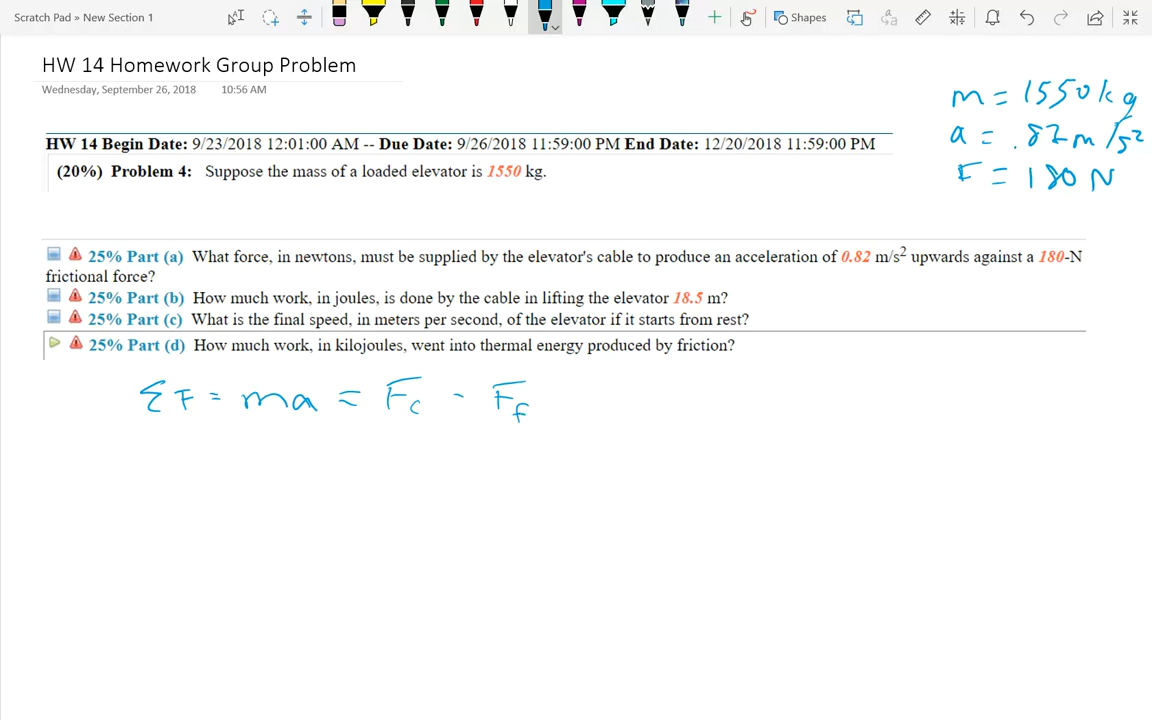 Scratch Pad » New Section 1
Shapes
HW 14 Homework Group Problem
Wednesday, September 26, 2018 10:56 AM
m = 1550 kg
a = .82 m/s²
F = 180 N
HW 14 Begin Date: 9/23/2018 12:01:00 AM -- Due Date: 9/26/2018 11:59:00 PM End Date: 12/20/2018 11:59:00 PM
(20%) Problem 4: Suppose the mass of a loaded elevator is 1550 kg.
25% Part (a) What force, in newtons, must be supplied by the elevator's cable to produce an acceleration of 0.82 m/s² upwards against a 180-N
frictional force?
25% Part (b) How much work, in joules, is done by the cable in lifting the elevator 18.5 m?
25% Part (c) What is the final speed, in meters per second, of the elevator if it starts from rest?
25% Part (d) How much work, in kilojoules, went into thermal energy produced by friction?
ΣF = ma = Fc - Ff